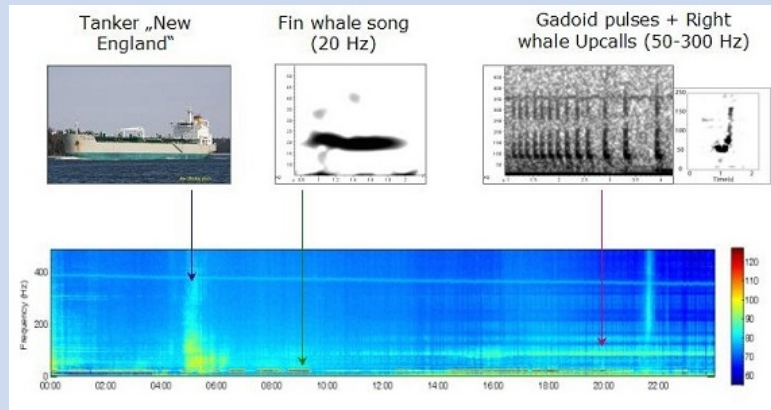 Tanker „New
England“
Fin whale song
(20 Hz)
Gadoid pulses + Right
whale Upcalls (50-300 Hz)
Time(s)
Frequency (Hz)
400
200
0
00:00 02:00 04:00 06:00 08:00 10:00 12:00 14:00 16:00 18:00 20:00 22:00
120
110
100
90
80
70
60